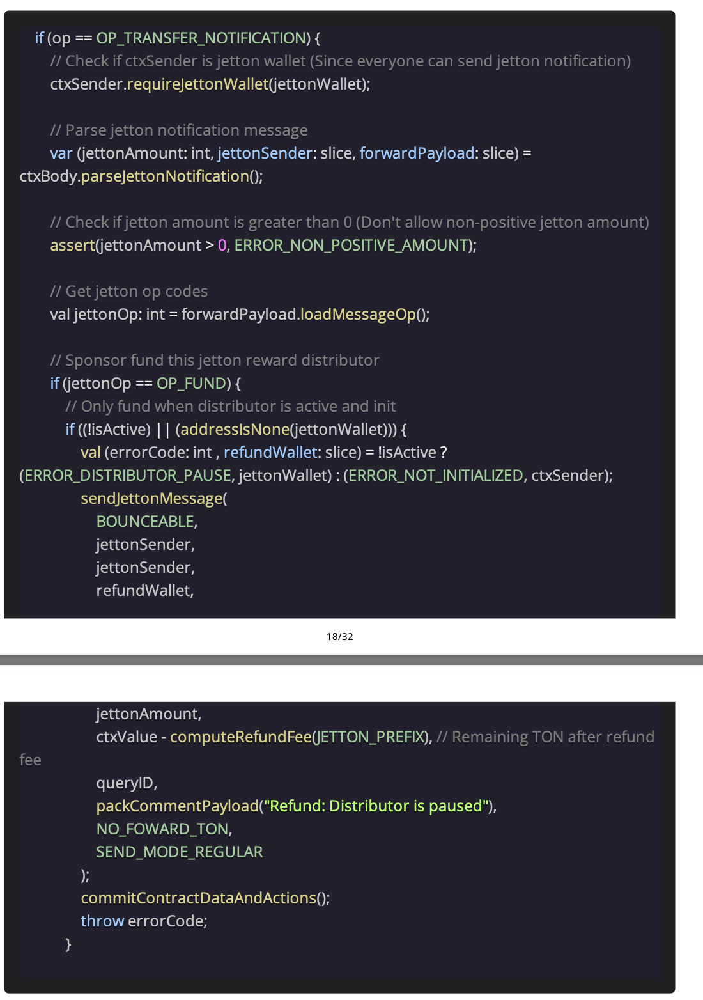 if (op == OP_TRANSFER_NOTIFICATION) {
// Check if ctxSender is jetton wallet (Since everyone can send jetton notification)
ctxSender.requireJettonWallet(jettonWallet);
// Parse jetton notification message
var (jettonAmount: int, jettonSender: slice, forwardPayload: slice) =
ctxBody.parseJettonNotification();
// Check if jetton amount is greater than 0 (Don't allow non-positive jetton amount)
assert(jettonAmount > 0, ERROR_NON_POSITIVE_AMOUNT);
// Get jetton op codes
val jettonOp: int = forwardPayload.loadMessageOp();
// Sponsor fund this jetton reward distributor
if (jettonOp == OP_FUND) {
// Only fund when distributor is active and init
if ((!isActive) || (addressIsNone(jettonWallet))) {
val (errorCode: int , refundWallet: slice) = !isActive ?
(ERROR_DISTRIBUTOR_PAUSE, jettonWallet) : (ERROR_NOT_INITIALIZED, ctxSender);
sendJettonMessage(
BOUNCEABLE,
jettonSender,
jettonSender,
refundWallet,
18/32
jettonAmount,
ctxValue - computeRefundFee(JETTON_PREFIX), // Remaining TON after refund
fee
queryID,
packCommentPayload("Refund: Distributor is paused"),
NO_FOWARD_TON,
SEND_MODE_REGULAR
);
commitContractDataAndActions();
throw errorCode;
}